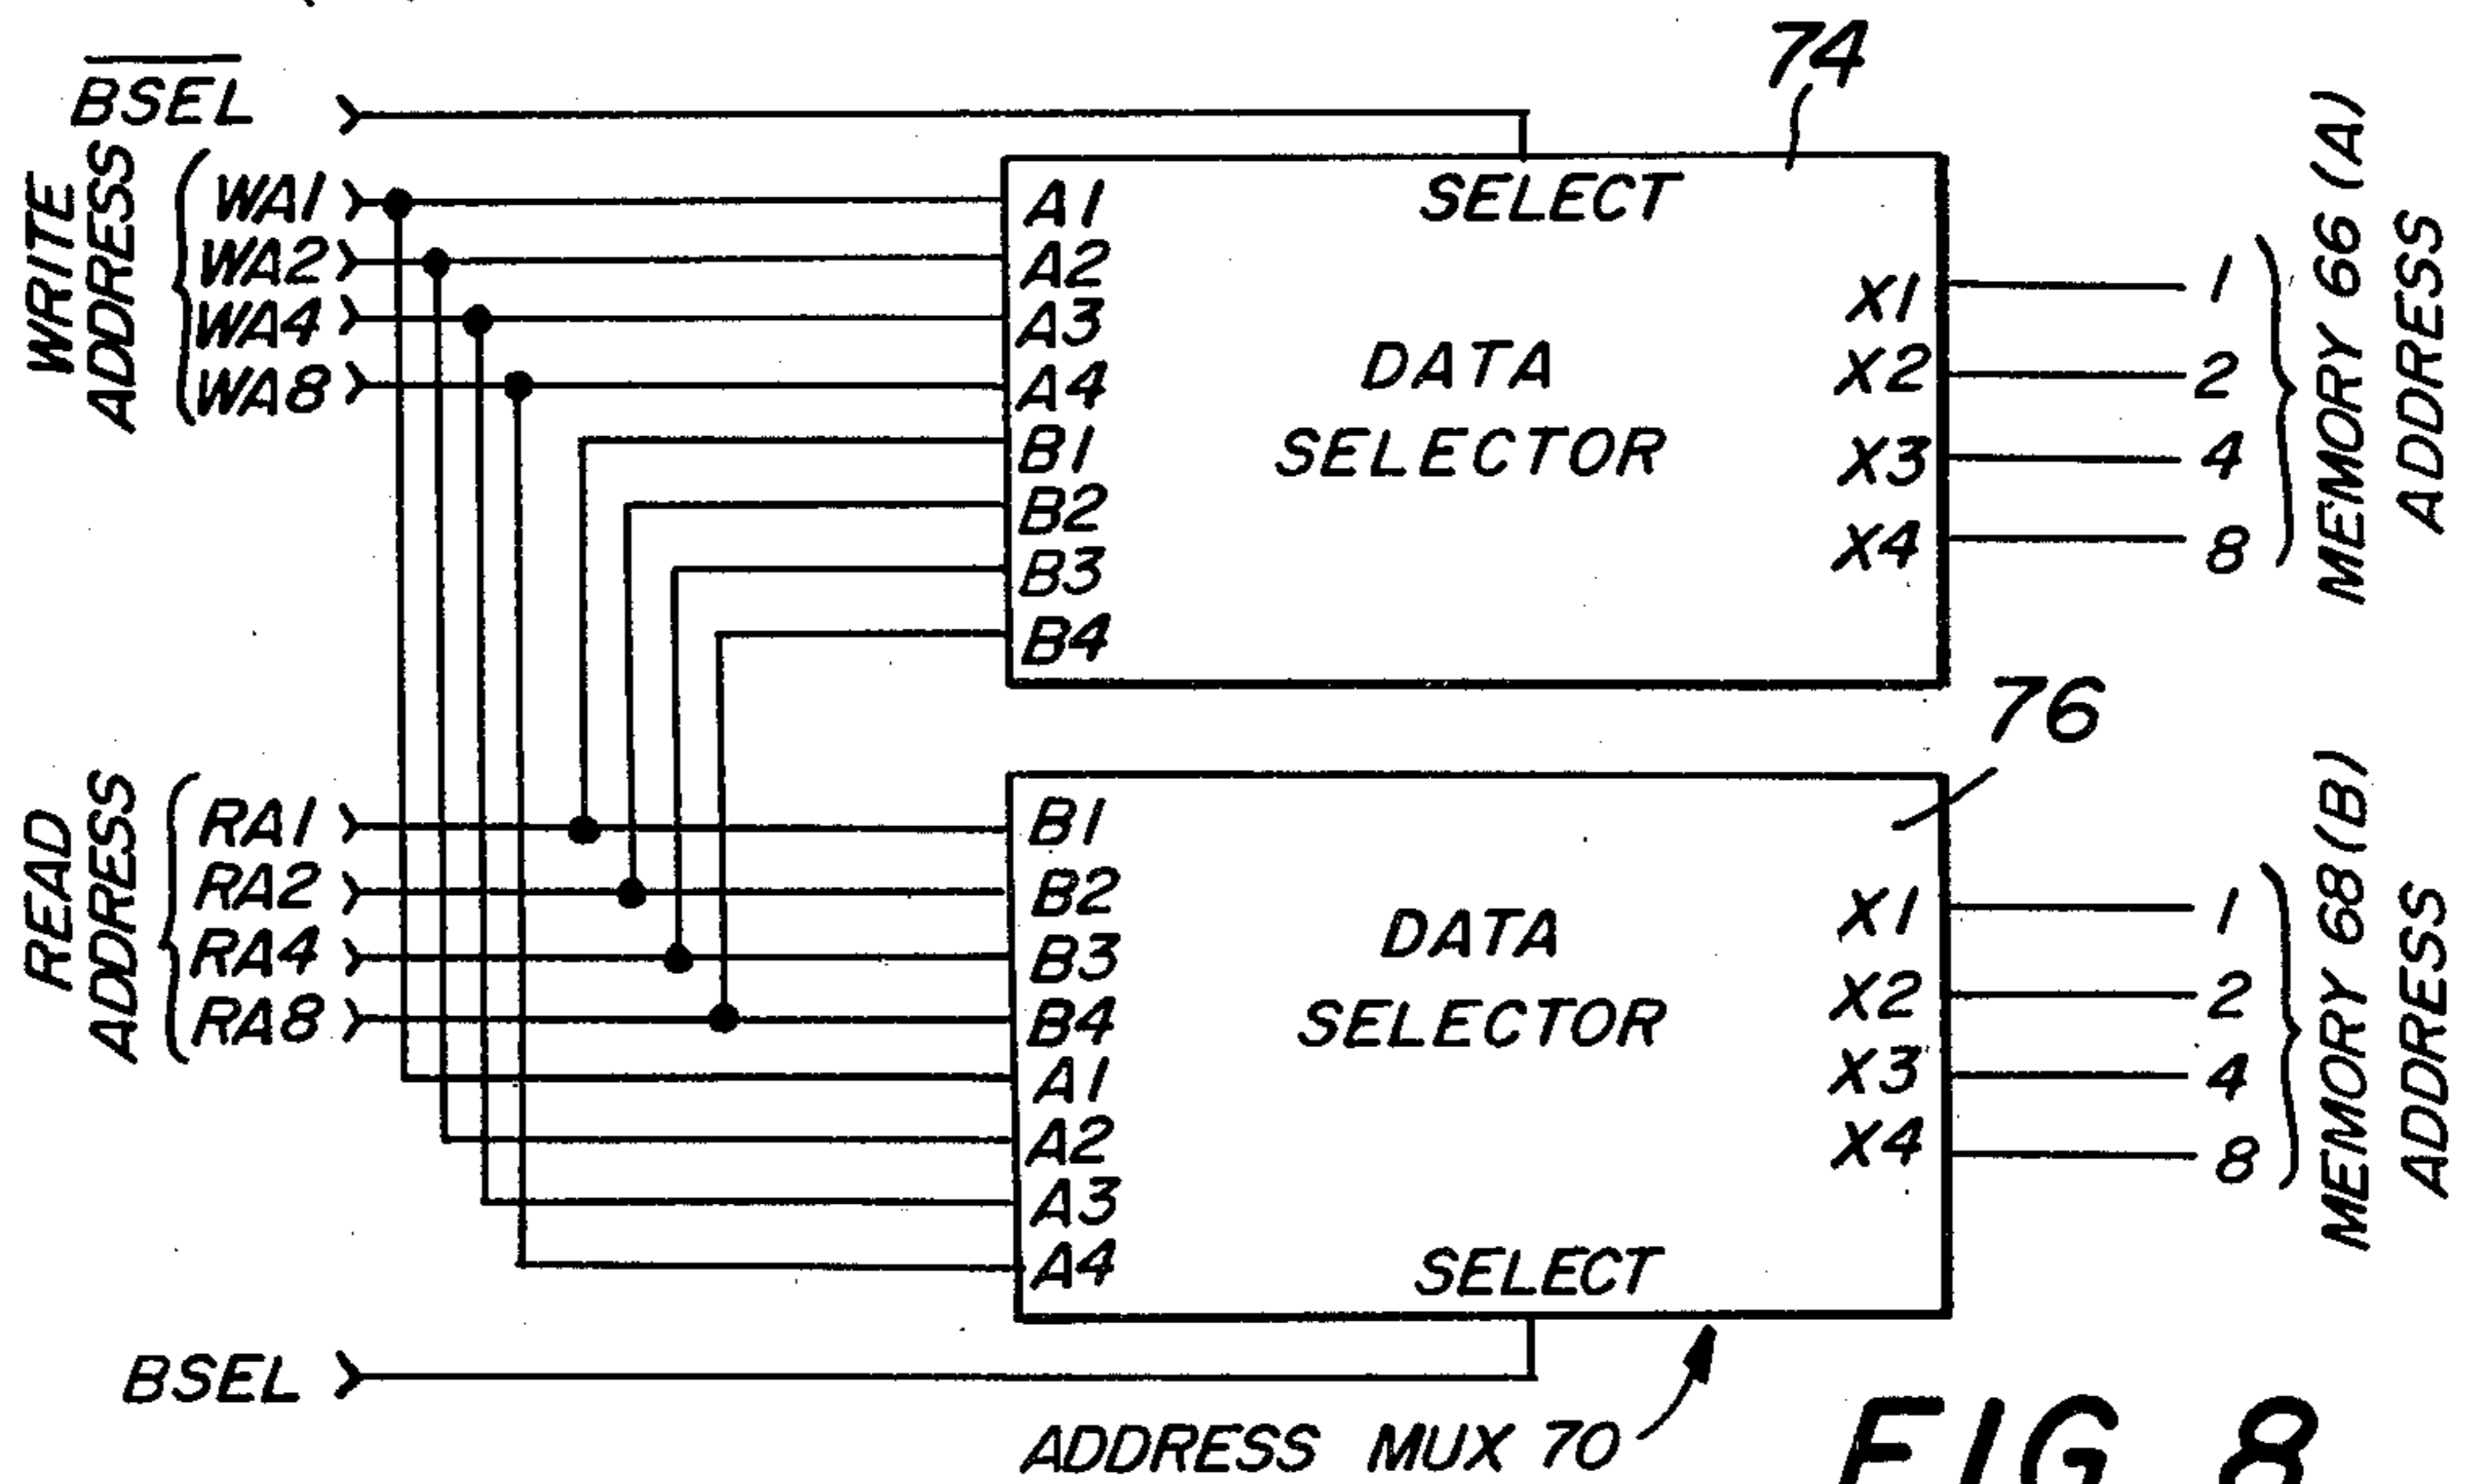 BSEL
74
WRITE
ADDRESS
WA1
WA2
WA4
WA8
SELECT
A1
A2
A3
A4
B1
B2
B3
B4
DATA
SELECTOR
X1
X2
X3
X4
1
2
4
8
MEMORY 66 (A)
ADDRESS
76
READ
ADDRESS
RA1
RA2
RA4
RA8
B1
B2
B3
B4
A1
A2
A3
A4
DATA
SELECTOR
SELECT
X1
X2
X3
X4
1
2
4
8
MEMORY 68 (B)
ADDRESS
BSEL
ADDRESS MUX 70
FIG 8